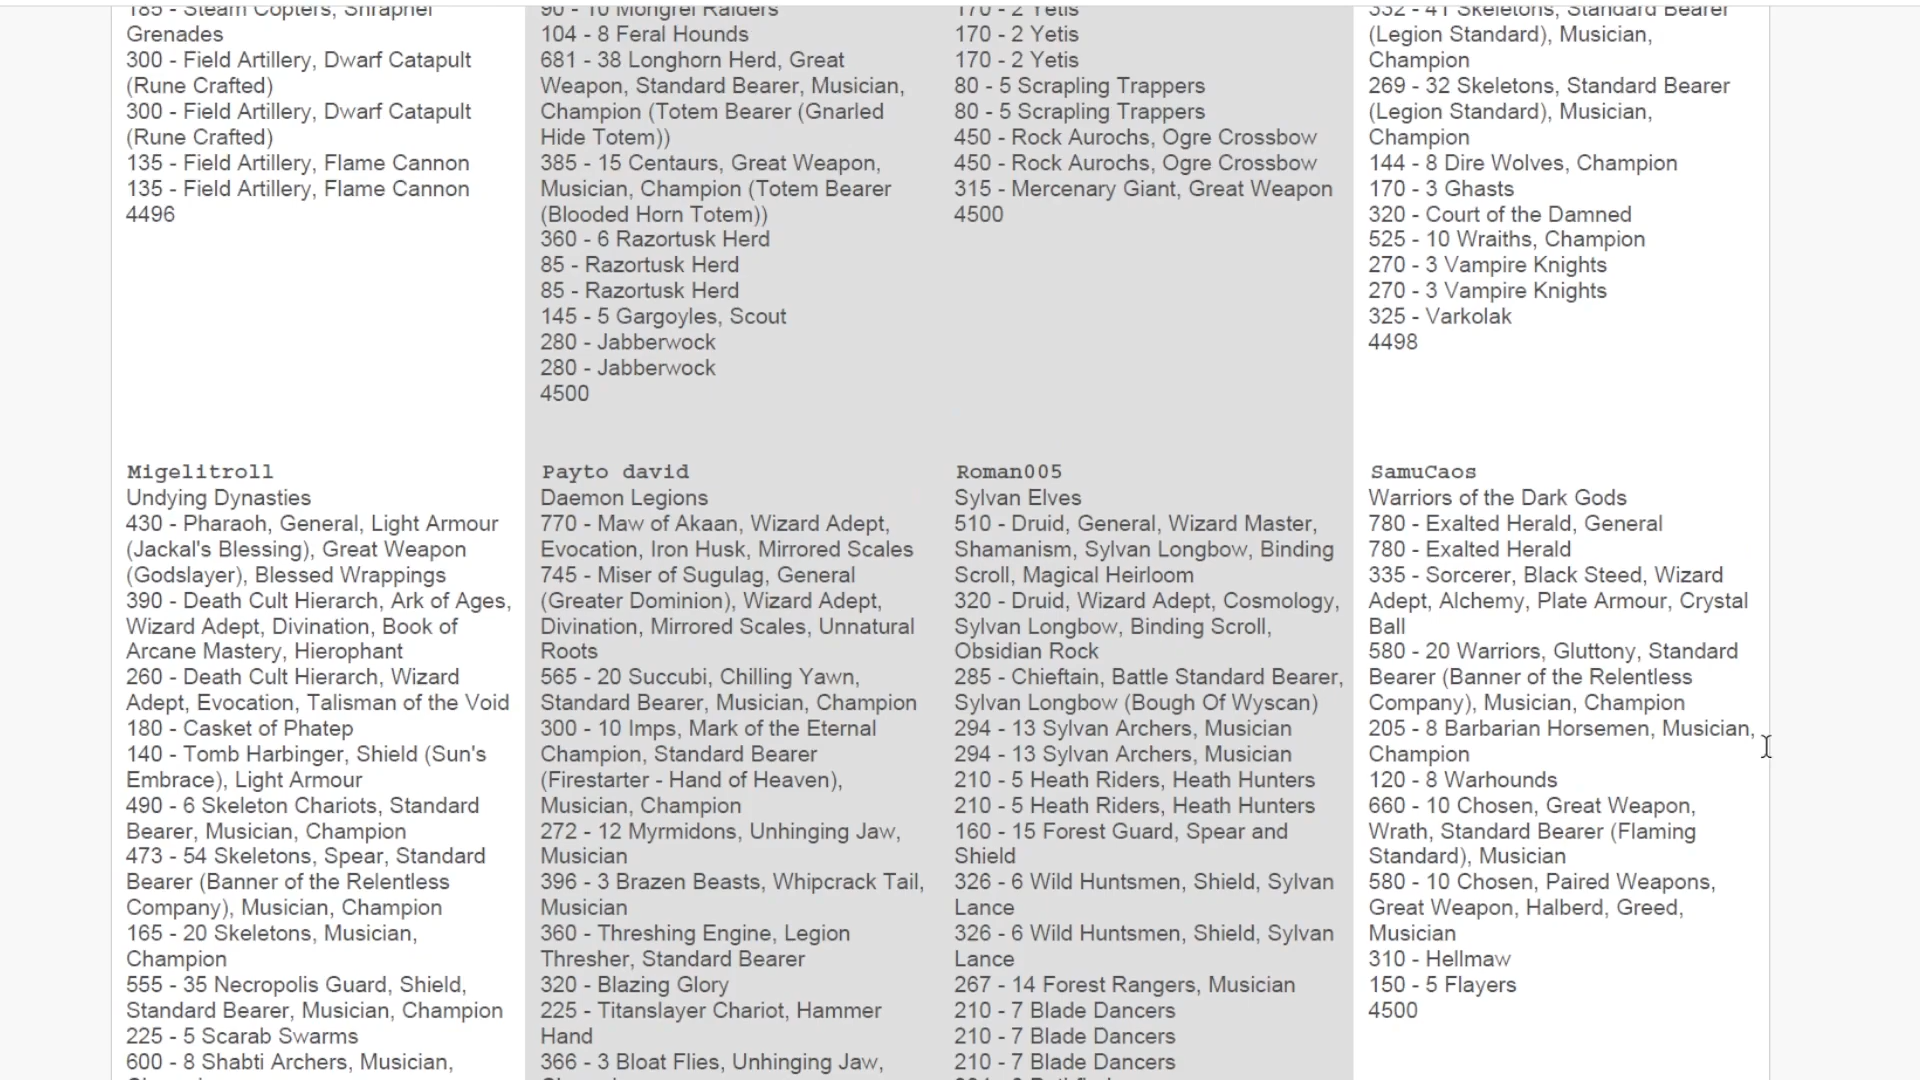 185 - Steam Copters, Shrapnel
Grenades
300 - Field Artillery, Dwarf Catapult
(Rune Crafted)
300 - Field Artillery, Dwarf Catapult
(Rune Crafted)
135 - Field Artillery, Flame Cannon
135 - Field Artillery, Flame Cannon
4496
90 - 10 Mongrel Raiders
104 - 8 Feral Hounds
681 - 38 Longhorn Herd, Great
Weapon, Standard Bearer, Musician,
Champion (Totem Bearer (Gnarled
Hide Totem))
385 - 15 Centaurs, Great Weapon,
Musician, Champion (Totem Bearer
(Blooded Horn Totem))
360 - 6 Razortusk Herd
85 - Razortusk Herd
85 - Razortusk Herd
145 - 5 Gargoyles, Scout
280 - Jabberwock
280 - Jabberwock
4500
170 - 2 Yetis
170 - 2 Yetis
170 - 2 Yetis
80 - 5 Scrapling Trappers
80 - 5 Scrapling Trappers
450 - Rock Aurochs, Ogre Crossbow
450 - Rock Aurochs, Ogre Crossbow
315 - Mercenary Giant, Great Weapon
4500
332 - 41 Skeletons, Standard Bearer
(Legion Standard), Musician,
Champion
269 - 32 Skeletons, Standard Bearer
(Legion Standard), Musician,
Champion
144 - 8 Dire Wolves, Champion
170 - 3 Ghasts
320 - Court of the Damned
525 - 10 Wraiths, Champion
270 - 3 Vampire Knights
270 - 3 Vampire Knights
325 - Varkolak
4498
Migelitroll
Undying Dynasties
430 - Pharaoh, General, Light Armour
(Jackal's Blessing), Great Weapon
(Godslayer), Blessed Wrappings
390 - Death Cult Hierarch, Ark of Ages,
Wizard Adept, Divination, Book of
Arcane Mastery, Hierophant
260 - Death Cult Hierarch, Wizard
Adept, Evocation, Talisman of the Void
180 - Casket of Phatep
140 - Tomb Harbinger, Shield (Sun's
Embrace), Light Armour
490 - 6 Skeleton Chariots, Standard
Bearer, Musician, Champion
473 - 54 Skeletons, Spear, Standard
Bearer (Banner of the Relentless
Company), Musician, Champion
165 - 20 Skeletons, Musician,
Champion
555 - 35 Necropolis Guard, Shield,
Standard Bearer, Musician, Champion
225 - 5 Scarab Swarms
600 - 8 Shabti Archers, Musician,
Payto david
Daemon Legions
770 - Maw of Akaan, Wizard Adept,
Evocation, Iron Husk, Mirrored Scales
745 - Miser of Sugulag, General
(Greater Dominion), Wizard Adept,
Divination, Mirrored Scales, Unnatural
Roots
565 - 20 Succubi, Chilling Yawn,
Standard Bearer, Musician, Champion
300 - 10 Imps, Mark of the Eternal
Champion, Standard Bearer
(Firestarter - Hand of Heaven),
Musician, Champion
272 - 12 Myrmidons, Unhinging Jaw,
Musician
396 - 3 Brazen Beasts, Whipcrack Tail,
Musician
360 - Threshing Engine, Legion
Thresher, Standard Bearer
320 - Blazing Glory
225 - Titanslayer Chariot, Hammer
Hand
366 - 3 Bloat Flies, Unhinging Jaw,
Roman005
Sylvan Elves
510 - Druid, General, Wizard Master,
Shamanism, Sylvan Longbow, Binding
Scroll, Magical Heirloom
320 - Druid, Wizard Adept, Cosmology,
Sylvan Longbow, Binding Scroll,
Obsidian Rock
285 - Chieftain, Battle Standard Bearer,
Sylvan Longbow (Bough Of Wyscan)
294 - 13 Sylvan Archers, Musician
294 - 13 Sylvan Archers, Musician
210 - 5 Heath Riders, Heath Hunters
210 - 5 Heath Riders, Heath Hunters
160 - 15 Forest Guard, Spear and
Shield
326 - 6 Wild Huntsmen, Shield, Sylvan
Lance
326 - 6 Wild Huntsmen, Shield, Sylvan
Lance
267 - 14 Forest Rangers, Musician
210 - 7 Blade Dancers
210 - 7 Blade Dancers
210 - 7 Blade Dancers
SamuCaos
Warriors of the Dark Gods
780 - Exalted Herald, General
780 - Exalted Herald
335 - Sorcerer, Black Steed, Wizard
Adept, Alchemy, Plate Armour, Crystal
Ball
580 - 20 Warriors, Gluttony, Standard
Bearer (Banner of the Relentless
Company), Musician, Champion
205 - 8 Barbarian Horsemen, Musician,
Champion
120 - 8 Warhounds
660 - 10 Chosen, Great Weapon,
Wrath, Standard Bearer (Flaming
Standard), Musician
580 - 10 Chosen, Paired Weapons,
Great Weapon, Halberd, Greed,
Musician
310 - Hellmaw
150 - 5 Flayers
4500